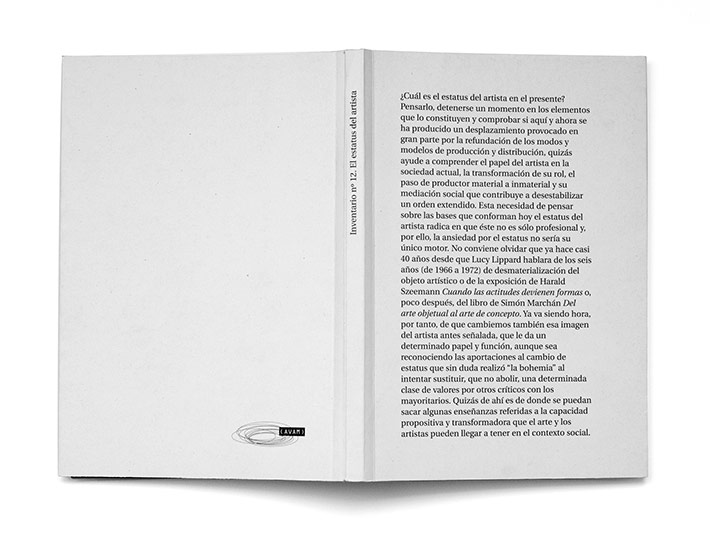 Inventario nº 12. El estatus del artista
¿Cuál es el estatus del artista en el presente?
Pensarlo, detenerse un momento en los elementos
que lo constituyen y comprobar si aquí y ahora se
ha producido un desplazamiento provocado en
gran parte por la refundación de los modos y
modelos de producción y distribución, quizás
ayude a comprender el papel del artista en la
sociedad actual, la transformación de su rol, el
paso de productor material a inmaterial y su
mediación social que contribuye a desestabilizar
un orden extendido. Esta necesidad de pensar
sobre las bases que conforman hoy el estatus del
artista radica en que éste no es sólo profesional y,
por ello, la ansiedad por el estatus no sería su
único motor. No conviene olvidar que ya hace casi
40 años desde que Lucy Lippard hablara de los seis
años (de 1966 a 1972) de desmaterialización del
objeto artístico o de la exposición de Harald
Szeemann Cuando las actitudes devienen formas o,
poco después, del libro de Simón Marchán Del
arte objetual al arte de concepto. Ya va siendo hora,
por tanto, de que cambiemos también esa imagen
del artista antes señalada, que le da un
determinado papel y función, aunque sea
reconociendo las aportaciones al cambio de
estatus que sin duda realizó “la bohemia” al
intentar sustituir, que no abolir, una determinada
clase de valores por otros críticos con los
mayoritarios. Quizás de ahí es de donde se puedan
sacar algunas enseñanzas referidas a la capacidad
propositiva y transformadora que el arte y los
artistas pueden llegar a tener en el contexto social.
(AVAM)